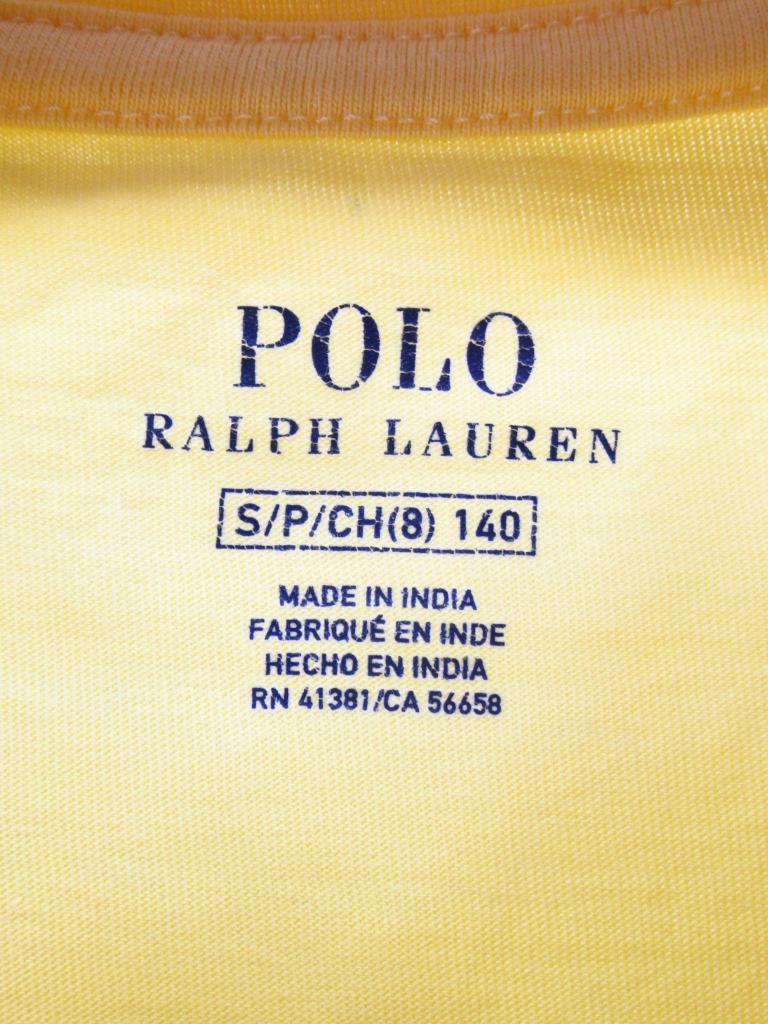 POLO
RALPH LAUREN
S/P/CH(8) 140
MADE IN INDIA
FABRIQUÉ EN INDE
HECHO EN INDIA
RN 41381/CA 56658